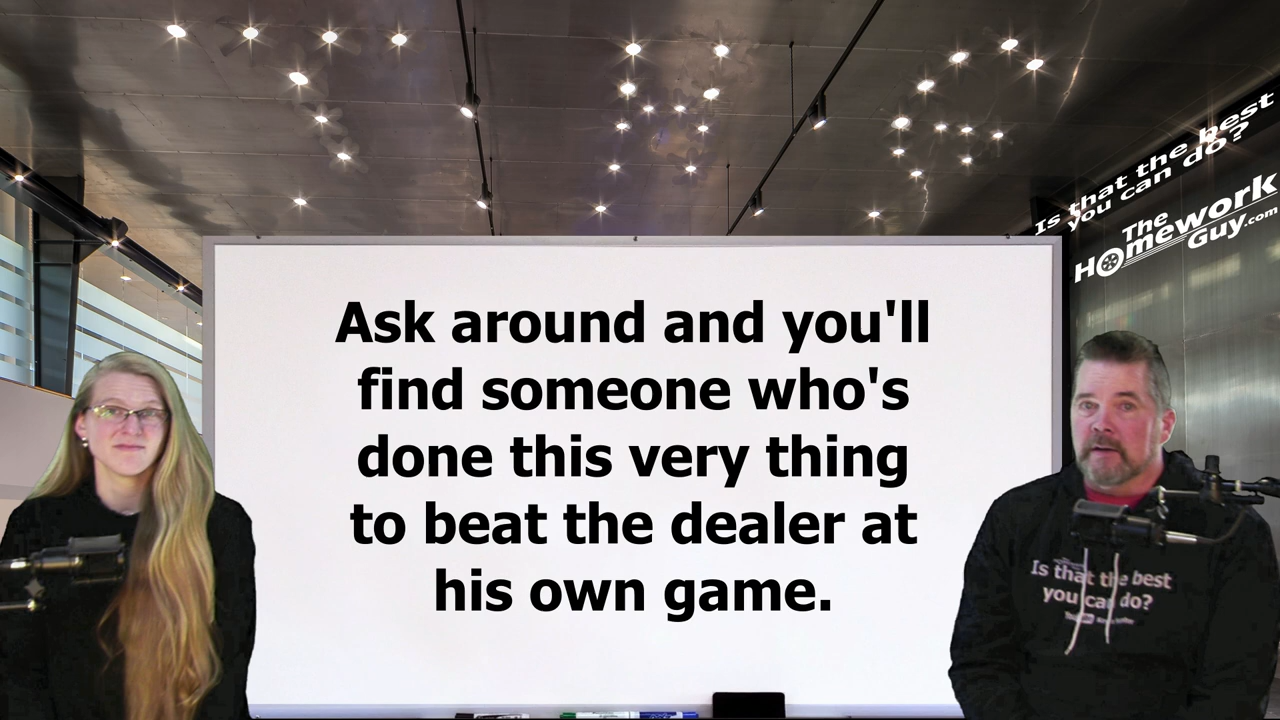 Is that the best
you can do?
The
Homework
Guy.com
Ask around and you'll
find someone who's
done this very thing
to beat the dealer at
his own game.
Is that the best
you can do?